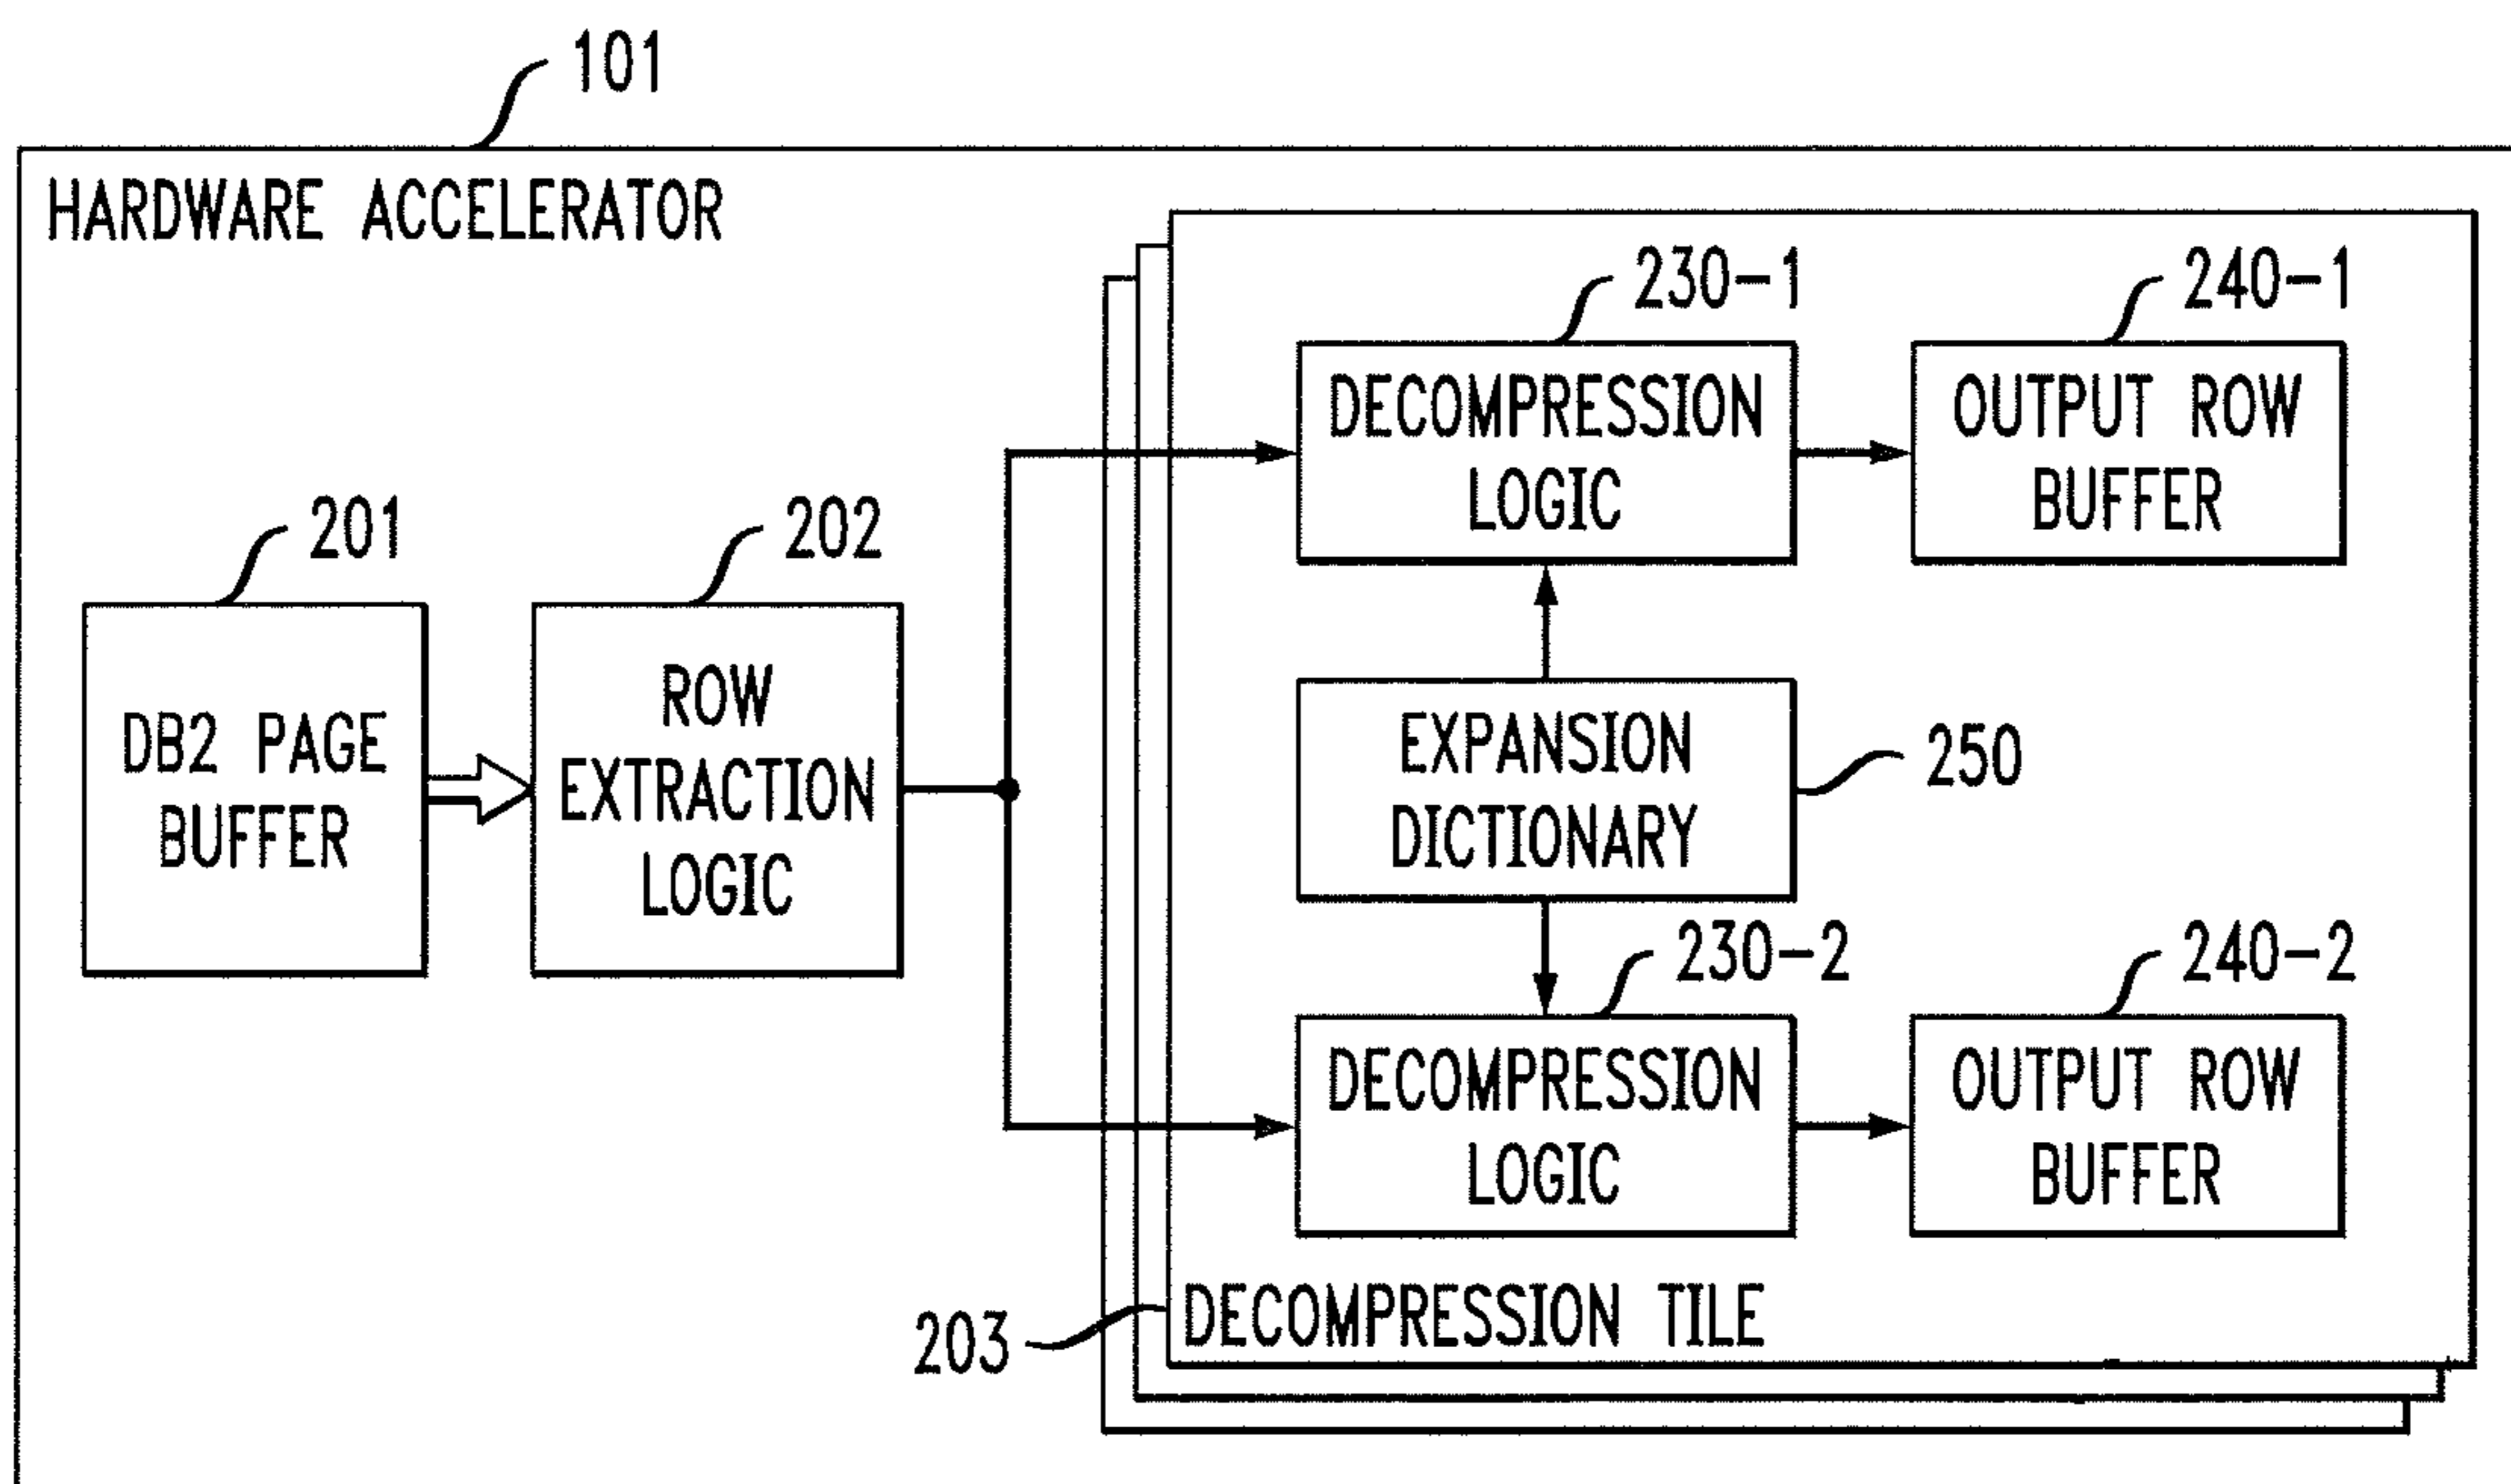 101
HARDWARE ACCELERATOR
230-1
240-1
DECOMPRESSION
LOGIC
OUTPUT ROW
BUFFER
201
202
DB2 PAGE
BUFFER
ROW
EXTRACTION
LOGIC
EXPANSION
DICTIONARY
250
230-2
240-2
DECOMPRESSION
LOGIC
OUTPUT ROW
BUFFER
203
DECOMPRESSION TILE